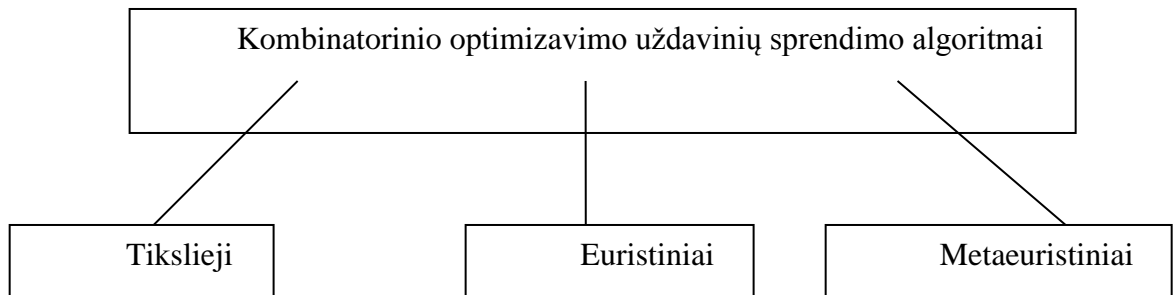 Kombinatorinio optimizavimo uždavinių sprendimo algoritmai
Tikslieji
Euristiniai
Metaeuristiniai